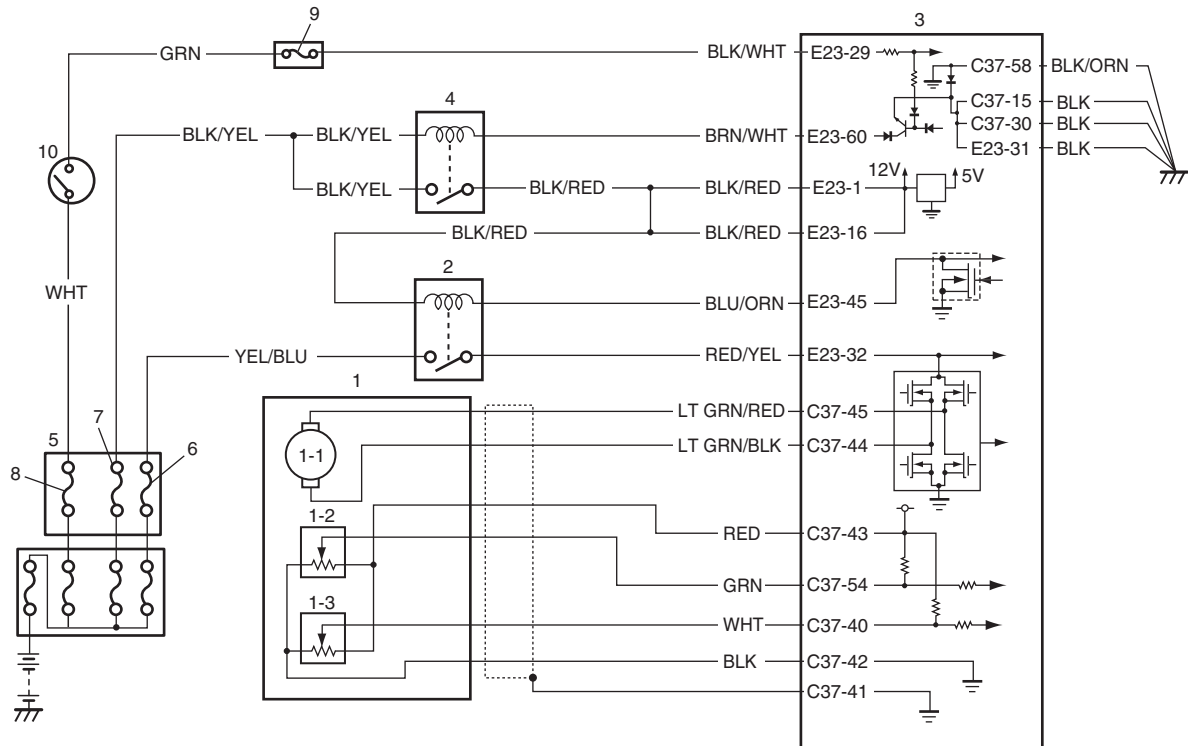 3
9
GRN
BLK/WHT
E23-29
C37-58
BLK/ORN
4
C37-15
BLK
10
BLK/YEL
BLK/YEL
BRN/WHT
E23-60
C37-30
BLK
E23-31
BLK
12V
5V
BLK/YEL
BLK/RED
BLK/RED
E23-1
BLK/RED
BLK/RED
E23-16
2
WHT
BLU/ORN
E23-45
YEL/BLU
RED/YEL
E23-32
1
LT GRN/RED
C37-45
5
7
6
8
1-1
LT GRN/BLK
C37-44
1-2
RED
C37-43
GRN
C37-54
1-3
WHT
C37-40
BLK
C37-42
C37-41